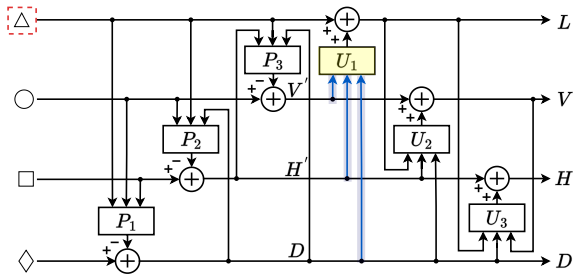 L
+ +
P₃
U₁
+ −
V′
V
+ +
P₂
U₂
+ −
H′
H
+ +
P₁
U₃
+ −
D
D